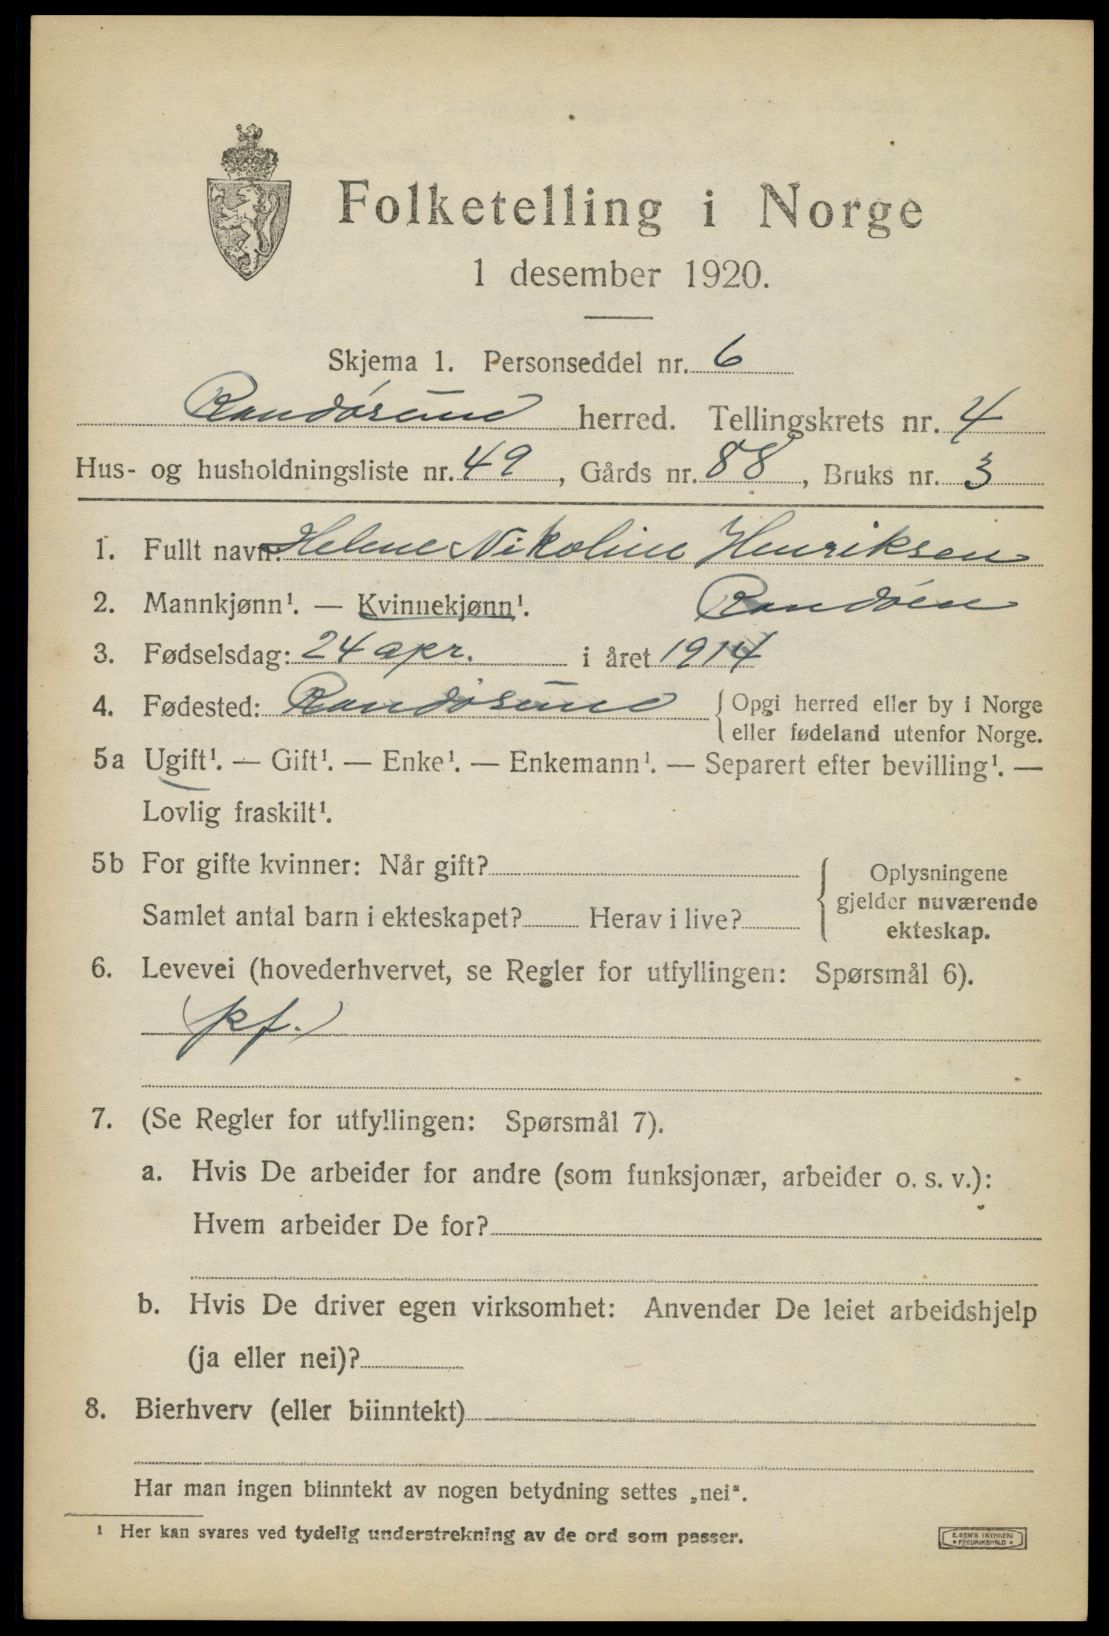 Folketelling i Norge
1 desember 1920.
Skjema 1. Personseddel nr. 6
Randøsund herred. Tellingskrets nr. 4
Hus- og husholdningsliste nr. 49, Gårds nr. 88, Bruks nr. 3
1. Fullt navn: Helene Nikoline Henriksen
2. Mannkjønn¹. — Kvinnekjønn¹. Randøen
3. Fødselsdag: 24 apr. i året 1914
4. Fødested: Randøsund { Opgi herred eller by i Norge
eller fødeland utenfor Norge.
5a Ugift¹. — Gift¹. — Enke¹. — Enkemann¹. — Separert efter bevilling¹. —
Lovlig fraskilt¹.
5b For gifte kvinner: Når gift?
Samlet antal barn i ekteskapet? Herav i live?
{ Oplysningene
gjelder nuværende
ekteskap.
6. Levevei (hovederhvervet, se Regler for utfyllingen: Spørsmål 6).
(pf.)
7. (Se Regler for utfyllingen: Spørsmål 7).
a. Hvis De arbeider for andre (som funksjonær, arbeider o. s. v.):
Hvem arbeider De for?
b. Hvis De driver egen virksomhet: Anvender De leiet arbeidshjelp
(ja eller nei)?
8. Bierhverv (eller biinntekt)
Har man ingen biinntekt av nogen betydning settes „nei“.
¹ Her kan svares ved tydelig understrekning av de ord som passer.
E. SEM'S TRYKKERI
* FREDRIKSHALD *